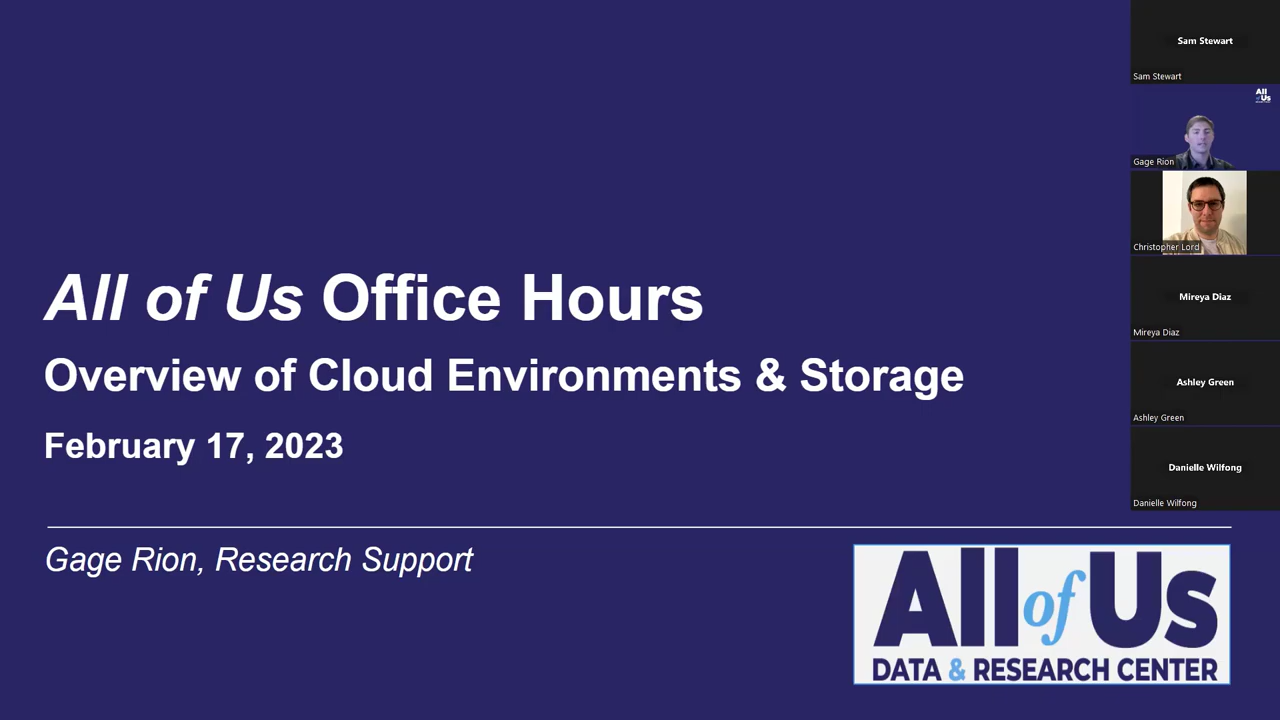 All of Us Office Hours
Overview of Cloud Environments & Storage
February 17, 2023
Gage Rion, Research Support
All of Us
DATA & RESEARCH CENTER
Sam Stewart
Sam Stewart
All
of Us
Gage Rion
Christopher Lord
Mireya Diaz
Mireya Diaz
Ashley Green
Ashley Green
Danielle Wilfong
Danielle Wilfong